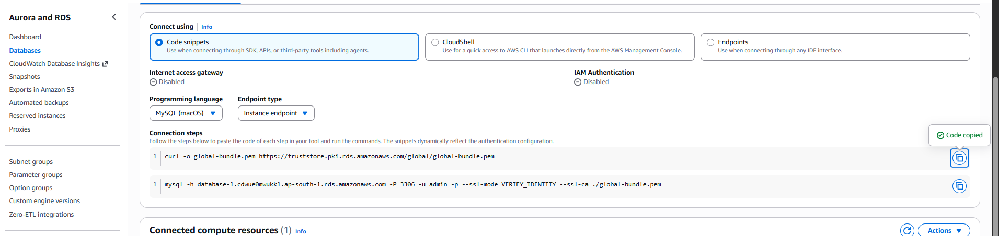 Aurora and RDS
Dashboard
Databases
CloudWatch Database Insights
Snapshots
Exports in Amazon S3
Automated backups
Reserved instances
Proxies
Subnet groups
Parameter groups
Option groups
Custom engine versions
Zero-ETL integrations
Connect using Info
Code snippets
Use when connecting through SDK, APIs, or third-party tools including agents.
CloudShell
Use for a quick access to AWS CLI that launches directly from the AWS Management Console.
Endpoints
Use when connecting through any IDE interface.
Internet access gateway
Disabled
IAM Authentication
Disabled
Programming language
MySQL (macOS)
Endpoint type
Instance endpoint
Connection steps
Follow the steps below to paste the code of each step in your tool and run the commands. The snippets dynamically reflect the authentication configuration.
Code copied
1 curl -o global-bundle.pem https://truststore.pki.rds.amazonaws.com/global/global-bundle.pem
1 mysql -h database-1.cdwue0mwukk1.ap-south-1.rds.amazonaws.com -P 3306 -u admin -p --ssl-mode=VERIFY_IDENTITY --ssl-ca=./global-bundle.pem
Connected compute resources (1) Info
Actions